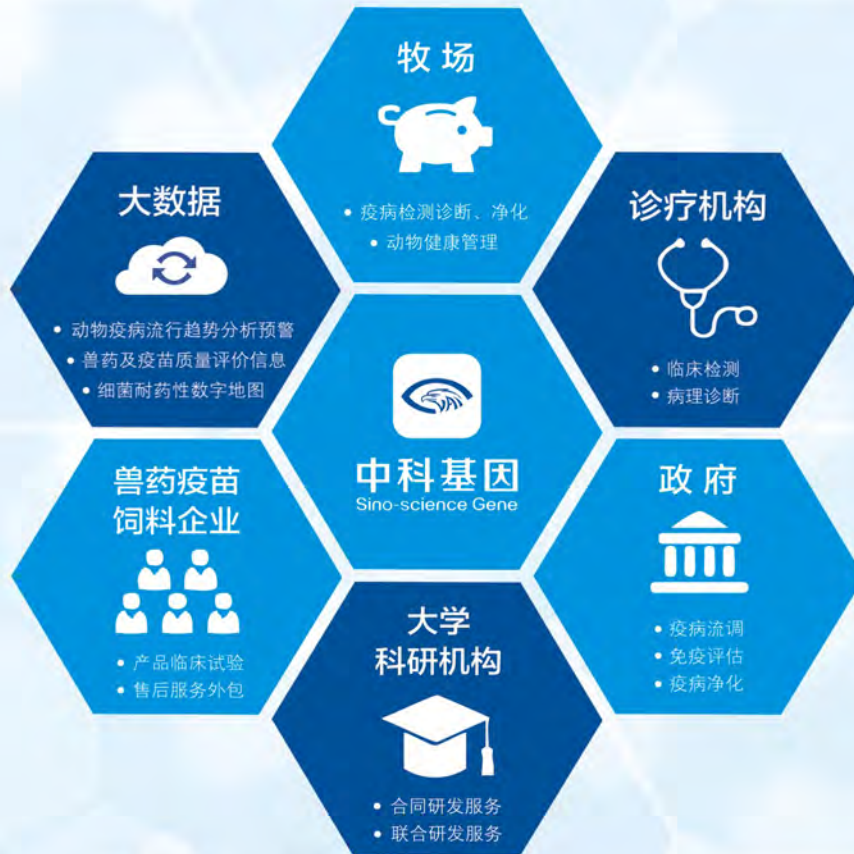 牧场
• 疫病检测诊断、净化
• 动物健康管理
大数据
• 动物疫病流行趋势分析预警
• 兽药及疫苗质量评价信息
• 细菌耐药性数字地图
诊疗机构
• 临床检测
• 病理诊断
中科基因
Sino-science Gene
兽药疫苗
饲料企业
• 产品临床试验
• 售后服务外包
政府
• 疫病流调
• 免疫评估
• 疫病净化
大学
科研机构
• 合同研发服务
• 联合研发服务